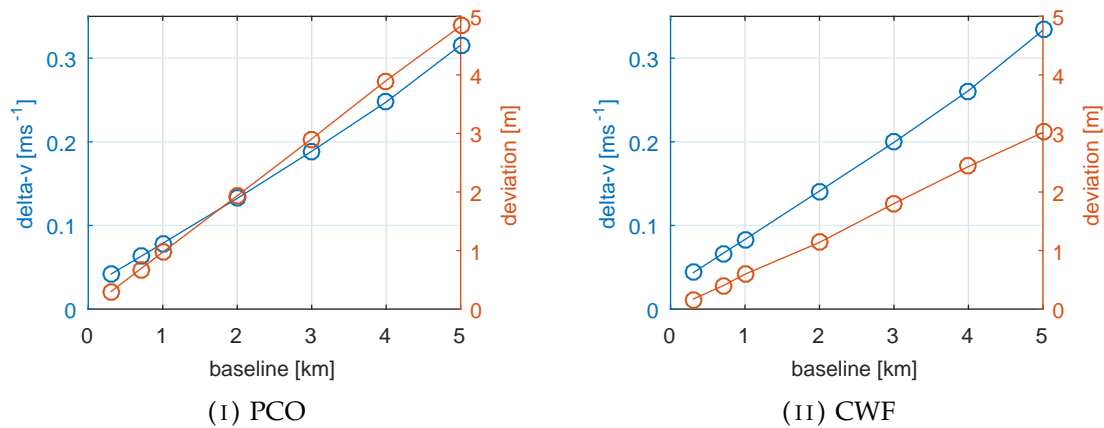 5
0.3
4
0.2
3
2
0.1
1
0
0
0 1 2 3 4 5
delta-v [ms-1]
deviation [m]
baseline [km]
(I) PCO
5
0.3
4
0.2
3
2
0.1
1
0
0
0 1 2 3 4 5
delta-v [ms-1]
deviation [m]
baseline [km]
(II) CWF